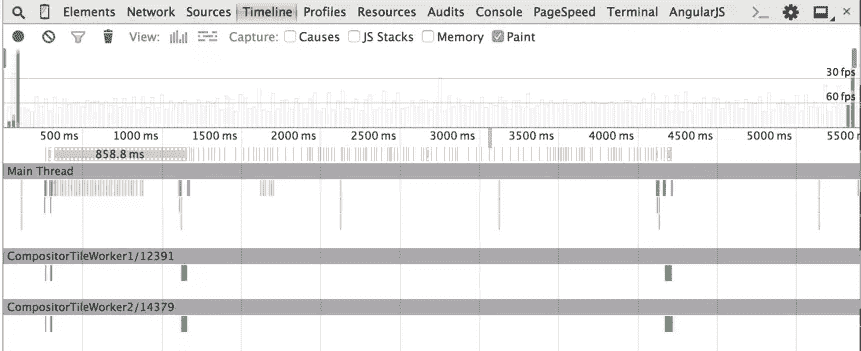 Elements Network Sources Timeline Profiles Resources Audits Console PageSpeed Terminal AngularJS
View: Capture: Causes JS Stacks Memory Paint
30 fps
60 fps
500 ms 1000 ms 1500 ms 2000 ms 2500 ms 3000 ms 3500 ms 4000 ms 4500 ms 5000 ms 5500
858.8 ms
Main Thread
CompositorTileWorker1/12391
CompositorTileWorker2/14379